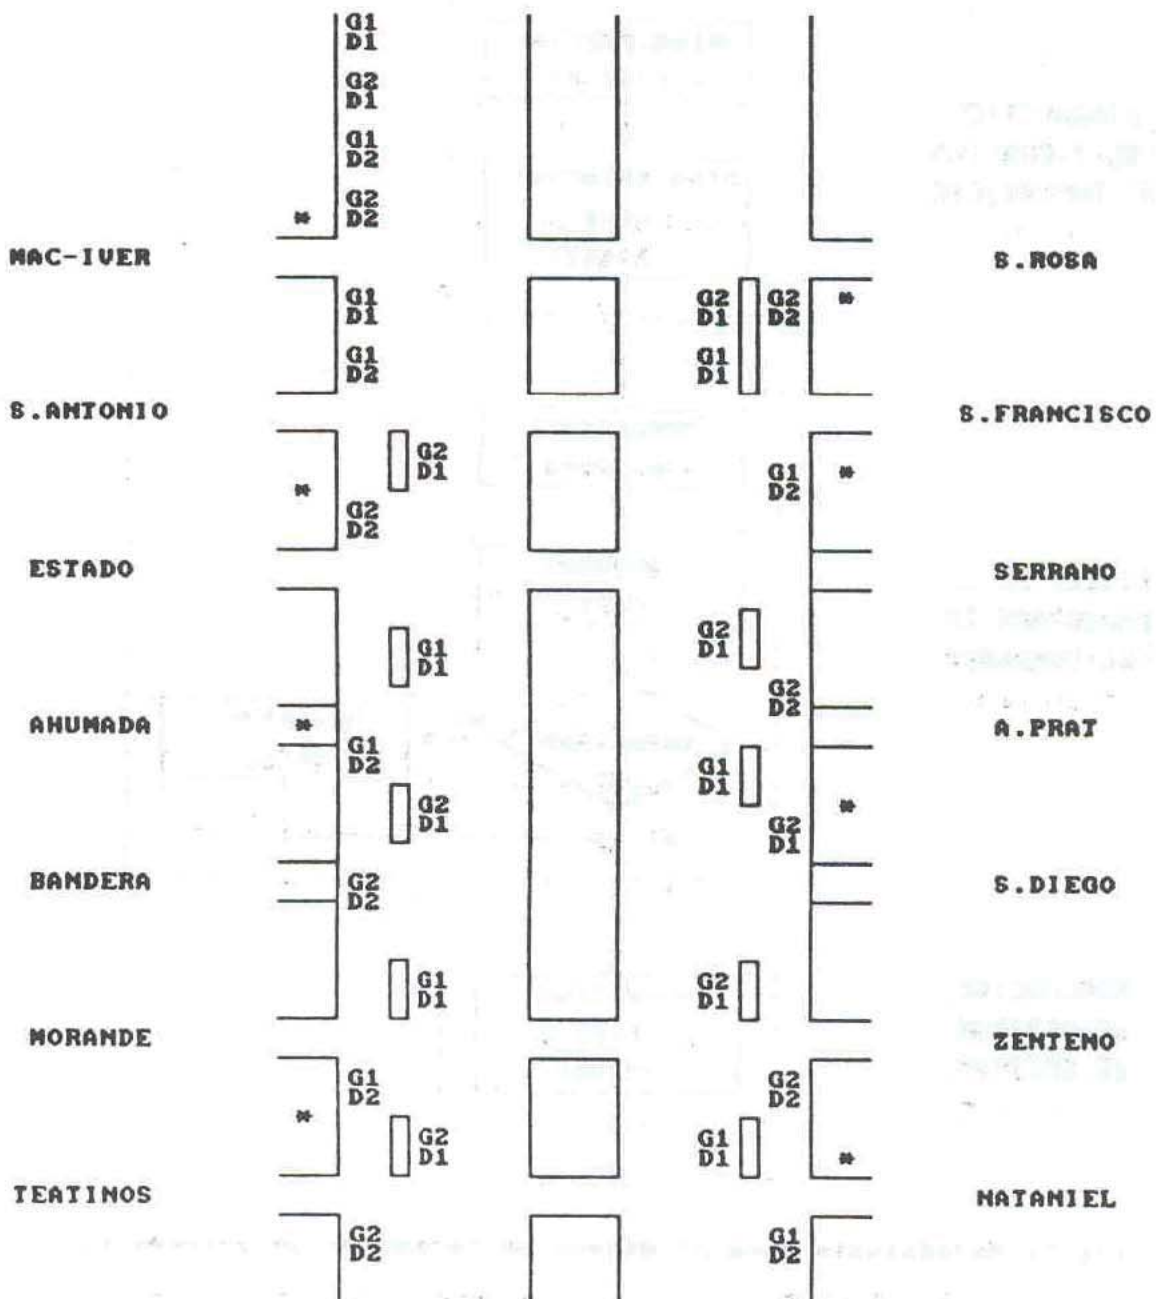 G1
D1
G2
D1
G1
D2
* G2
D2
MAC-IVER
S.ROSA
G1
D1
G2
D1
G2
D2
*
G1
D2
G1
D1
S.ANTONIO
S.FRANCISCO
G2
D1
G1
D2
*
*
G2
D2
ESTADO
SERRANO
G1
D1
G2
D1
G2
D2
AHUMADA
*
A.PRAT
G1
D2
G1
D1
G2
D1
*
G2
D1
BANDERA
G2
D2
S.DIEGO
G1
D1
G2
D1
MORANDE
ZENTENO
G1
D2
G2
D2
*
G2
D1
G1
D1
*
TEATINOS
NATANIEL
G2
D2
G1
D2